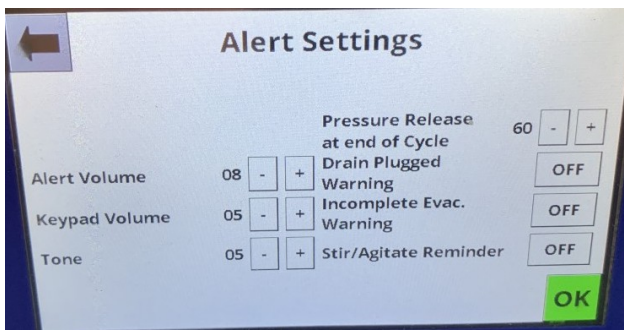 Alert Settings
Pressure Release
at end of Cycle
60 - +
Drain Plugged
Warning
OFF
Alert Volume 08 - +
Incomplete Evac.
Warning
OFF
Keypad Volume 05 - +
Tone 05 - +
Stir/Agitate Reminder OFF
OK